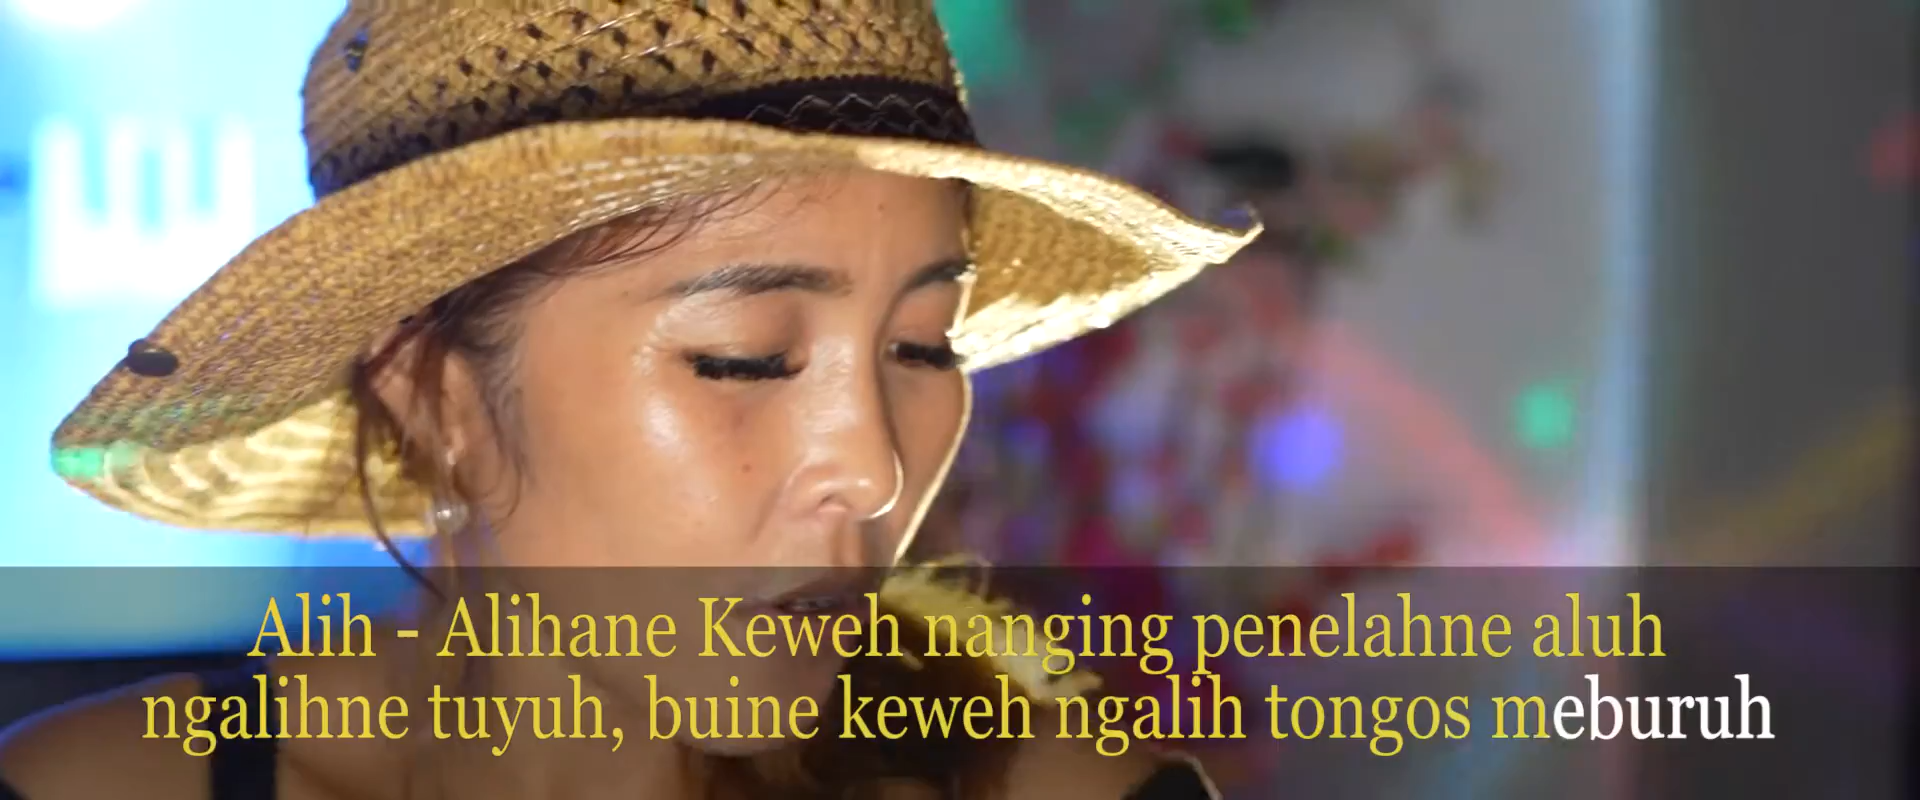 Alih - Alihane Keweh nanging penelahne aluh
ngalihne tuyuh, buine keweh ngalih tongos meburuh